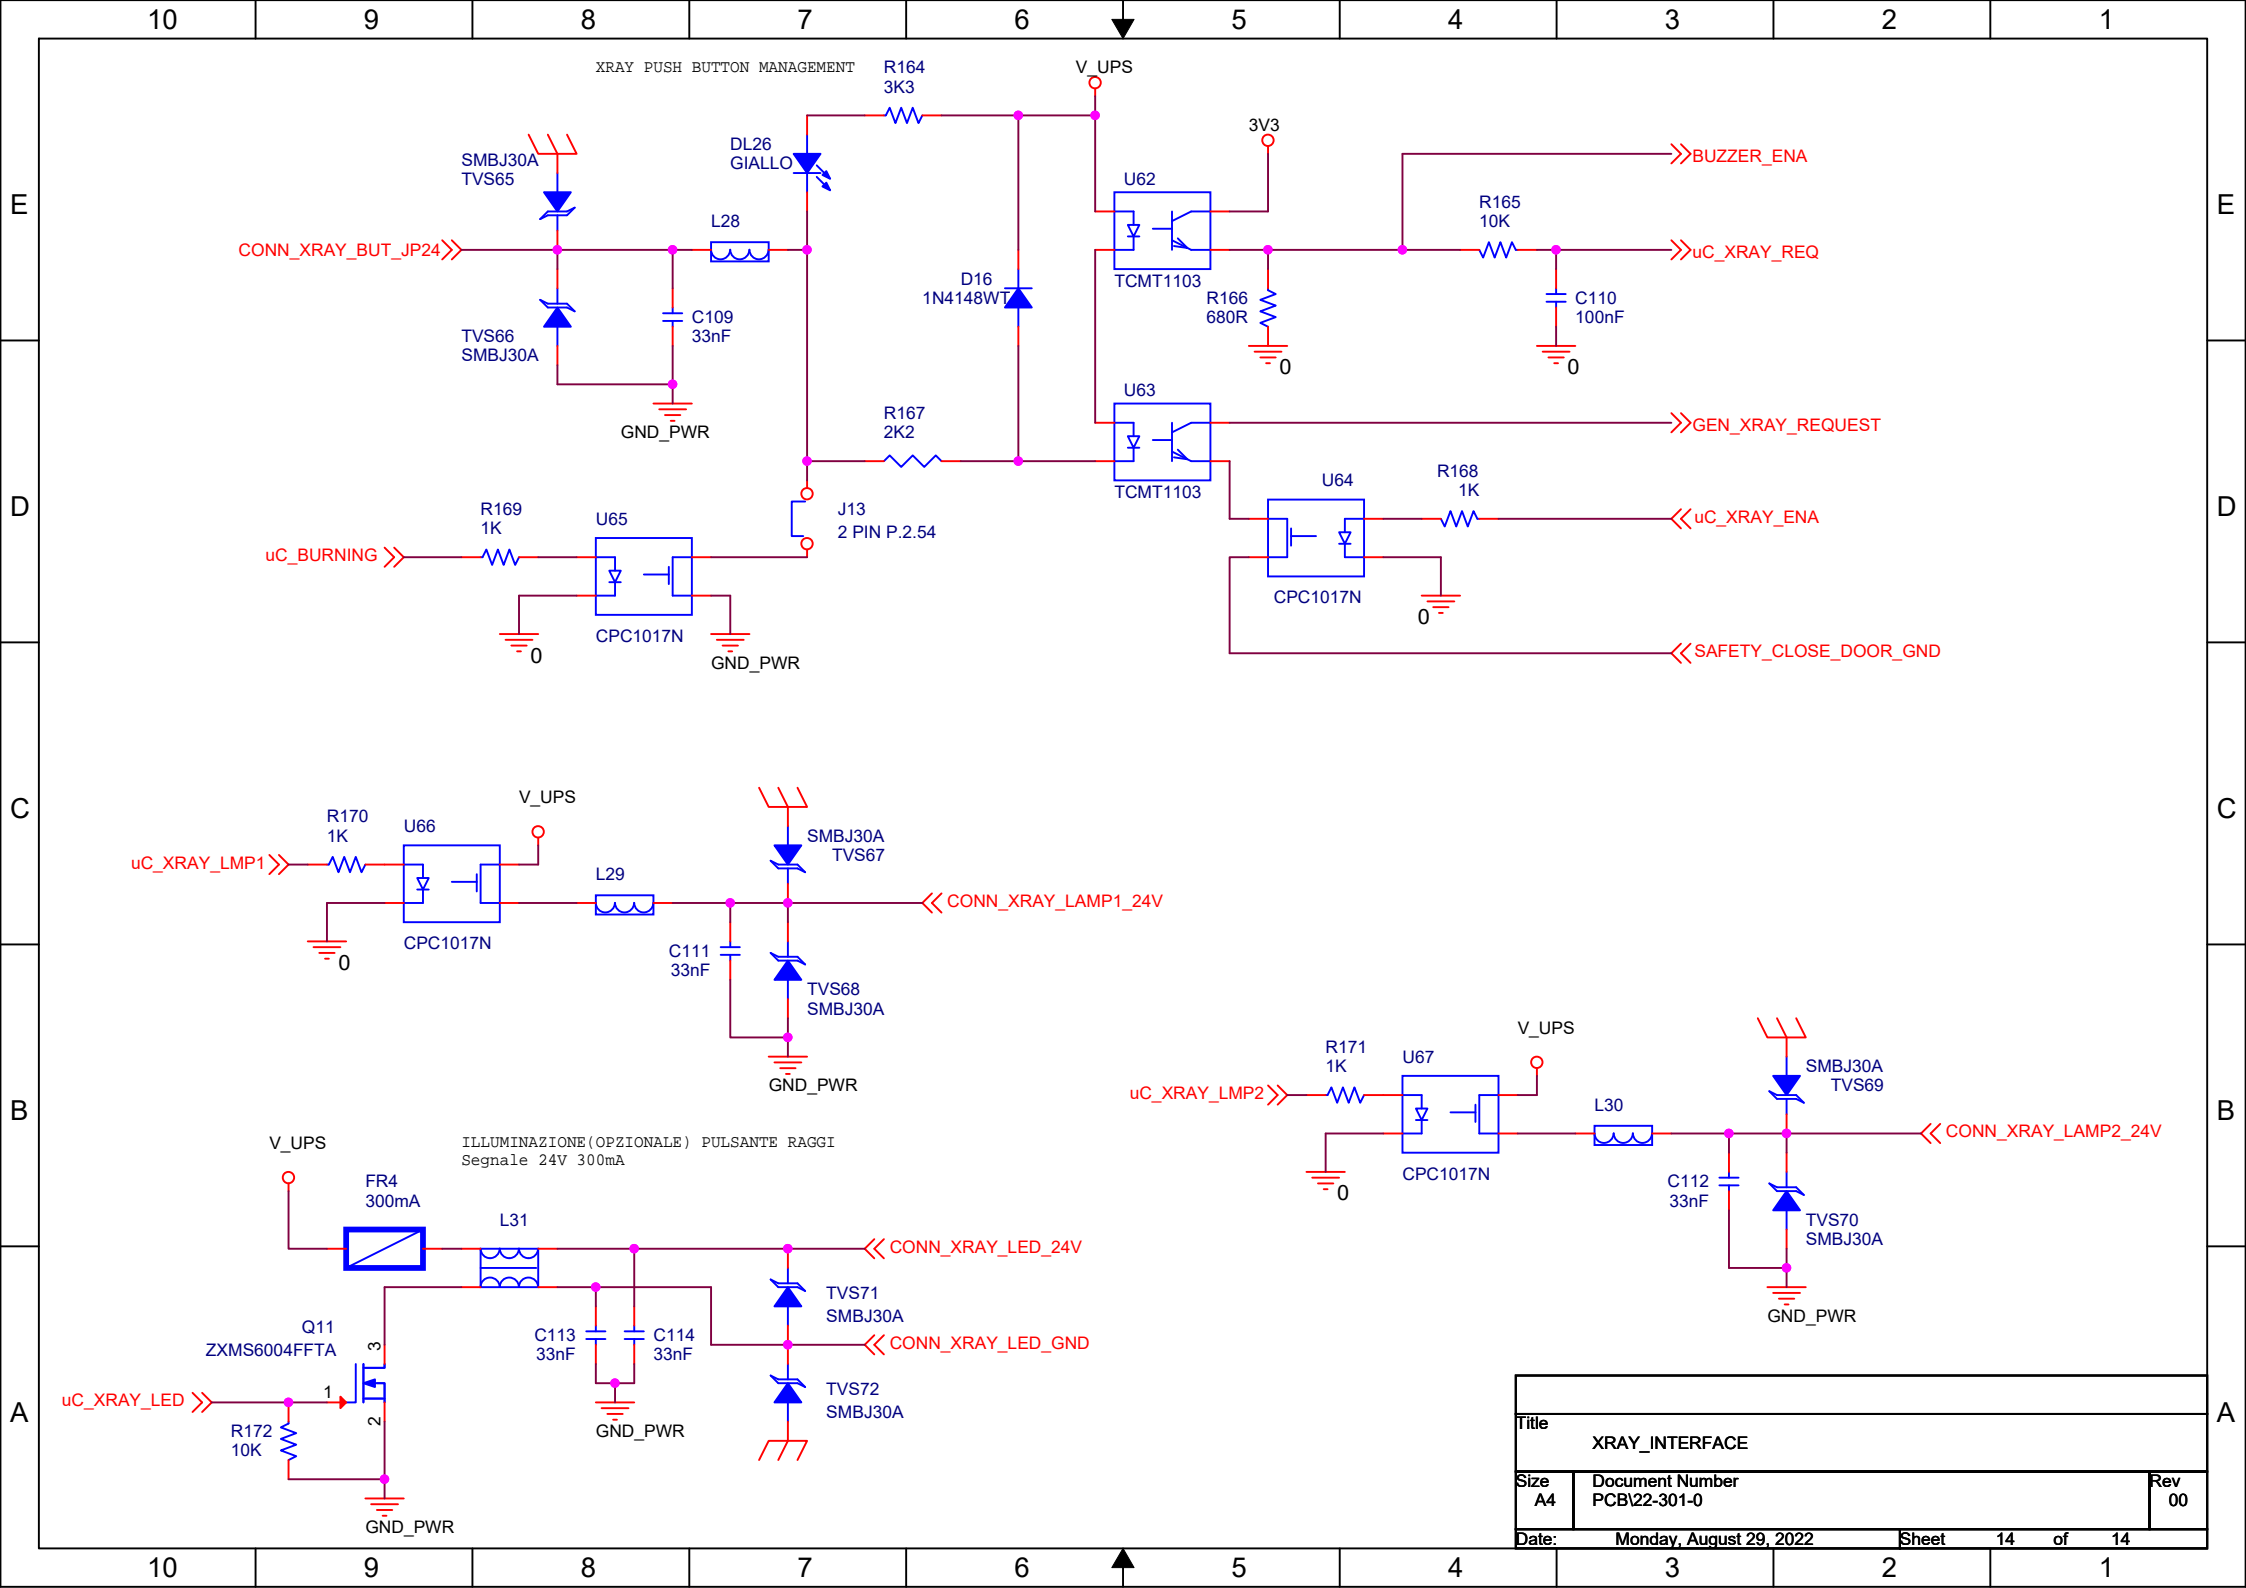 10 9 8 7 6 5 4 3 2 1
XRAY PUSH BUTTON MANAGEMENT
R164
3K3
V_UPS
3V3
DL26
GIALLO
SMBJ30A
TVS65
U62
BUZZER_ENA
E
E
R165
10K
L28
CONN_XRAY_BUT_JP24
uC_XRAY_REQ
D16
1N4148WT
TCMT1103
R166
680R
C110
100nF
C109
33nF
TVS66
SMBJ30A
0
0
GND_PWR
U63
R167
2K2
GEN_XRAY_REQUEST
TCMT1103
U64
R168
1K
D
D
R169
1K
U65
J13
2 PIN P.2.54
uC_XRAY_ENA
uC_BURNING
CPC1017N
0
CPC1017N
0
GND_PWR
SAFETY_CLOSE_DOOR_GND
V_UPS
C
C
R170
1K
U66
SMBJ30A
TVS67
uC_XRAY_LMP1
L29
CONN_XRAY_LAMP1_24V
CPC1017N
0
C111
33nF
TVS68
SMBJ30A
GND_PWR
V_UPS
R171
1K
U67
SMBJ30A
TVS69
uC_XRAY_LMP2
L30
B
B
CONN_XRAY_LAMP2_24V
CPC1017N
0
C112
33nF
TVS70
SMBJ30A
GND_PWR
V_UPS
ILLUMINAZIONE(OPZIONALE) PULSANTE RAGGI
Segnale 24V 300mA
FR4
300mA
L31
CONN_XRAY_LED_24V
TVS71
SMBJ30A
Q11
ZXMS6004FFTA
3
C113
33nF
C114
33nF
CONN_XRAY_LED_GND
uC_XRAY_LED
1
2
TVS72
SMBJ30A
A
A
R172
10K
GND_PWR
GND_PWR
Title
XRAY_INTERFACE
Size
A4
Document Number
PCB\22-301-0
Rev
00
Date: Monday, August 29, 2022 Sheet 14 of 14
10 9 8 7 6 5 4 3 2 1